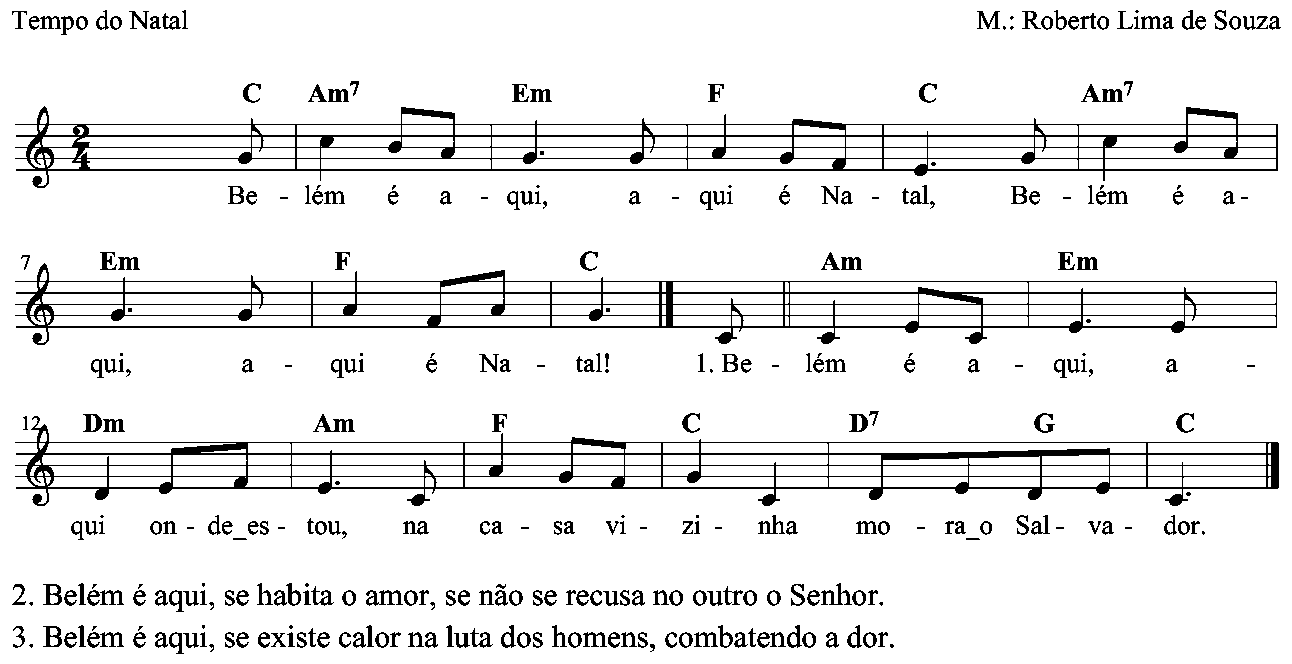 Tempo do Natal M.: Roberto Lima de Souza
C Am7 Em F C Am7
2/4
Be - lém é a - qui, a - qui é Na - tal, Be - lém é a-
7 Em F C Am Em
qui, a - qui é Na - tal! 1. Be - lém é a - qui, a -
12 Dm Am F C D7 G C
qui on - de_es - tou, na ca - sa vi - zi - nha mo - ra_o Sal - va - dor.
2. Belém é aqui, se habita o amor, se não se recusa no outro o Senhor.
3. Belém é aqui, se existe calor na luta dos homens, combatendo a dor.